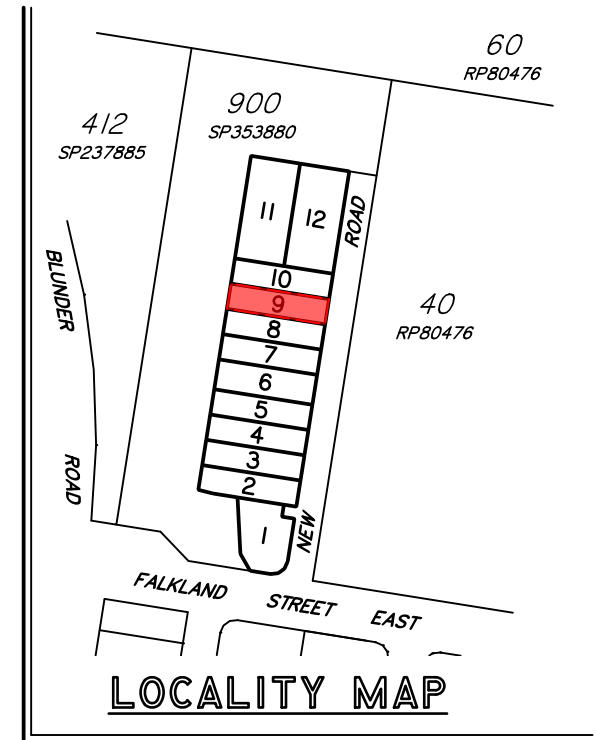 60
RP80476
900
SP353880
412
SP237885
11
12
ROAD
10
9
8
7
6
5
4
3
2
1
BLUNDER
ROAD
40
RP80476
NEW
FALKLAND STREET EAST
LOCALITY MAP